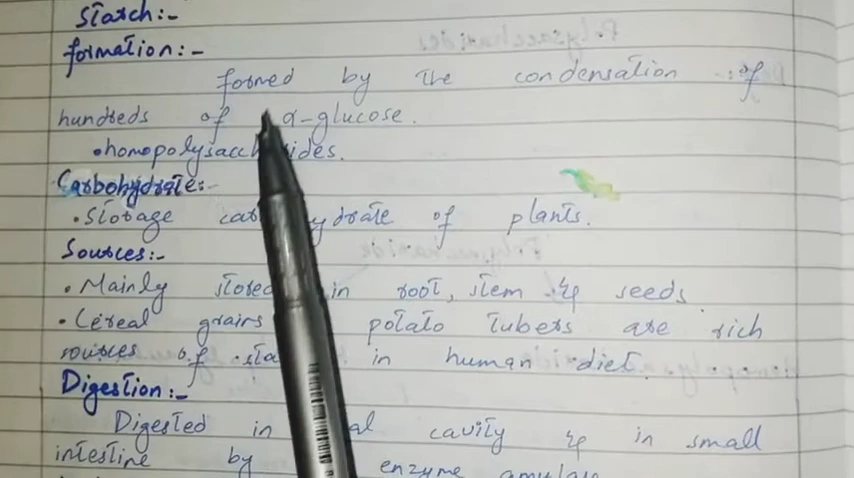 Starch:-
formation:-
formed by the condensation of
hundreds of α-glucose.
•homopolysaccharides.
Carbohydrate:-
•Storage carbohydrate of plants.
Sources:-
•Mainly stored in root, stem & seeds.
•Cereal grains potato tubers are rich
sources of in human diet.
Digestion:-
Digested in cavity & in small
intestine by enzyme